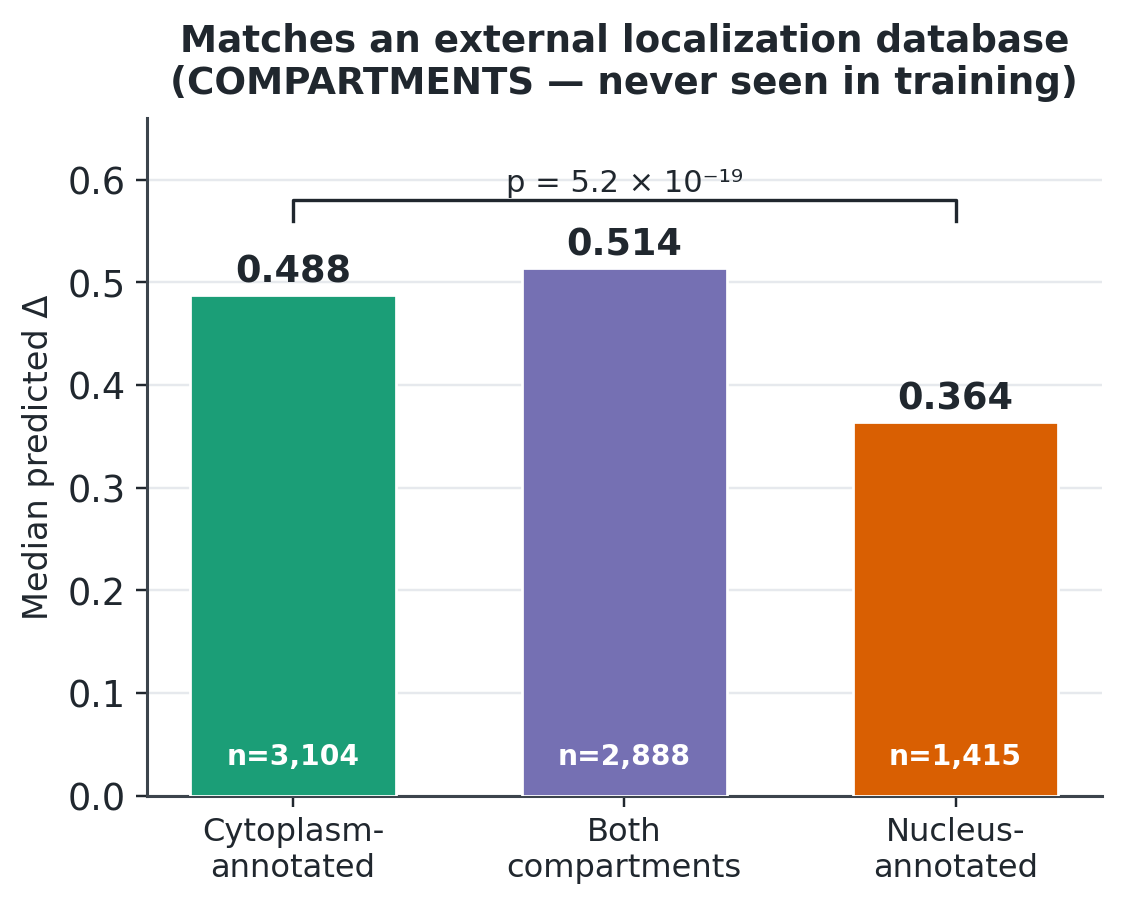 Matches an external localization database
(COMPARTMENTS — never seen in training)
Median predicted Δ
0.6
0.5
0.4
0.3
0.2
0.1
0.0
p = 5.2 × 10⁻¹⁹
0.488
0.514
0.364
n=3,104
n=2,888
n=1,415
Cytoplasm-
annotated
Both
compartments
Nucleus-
annotated